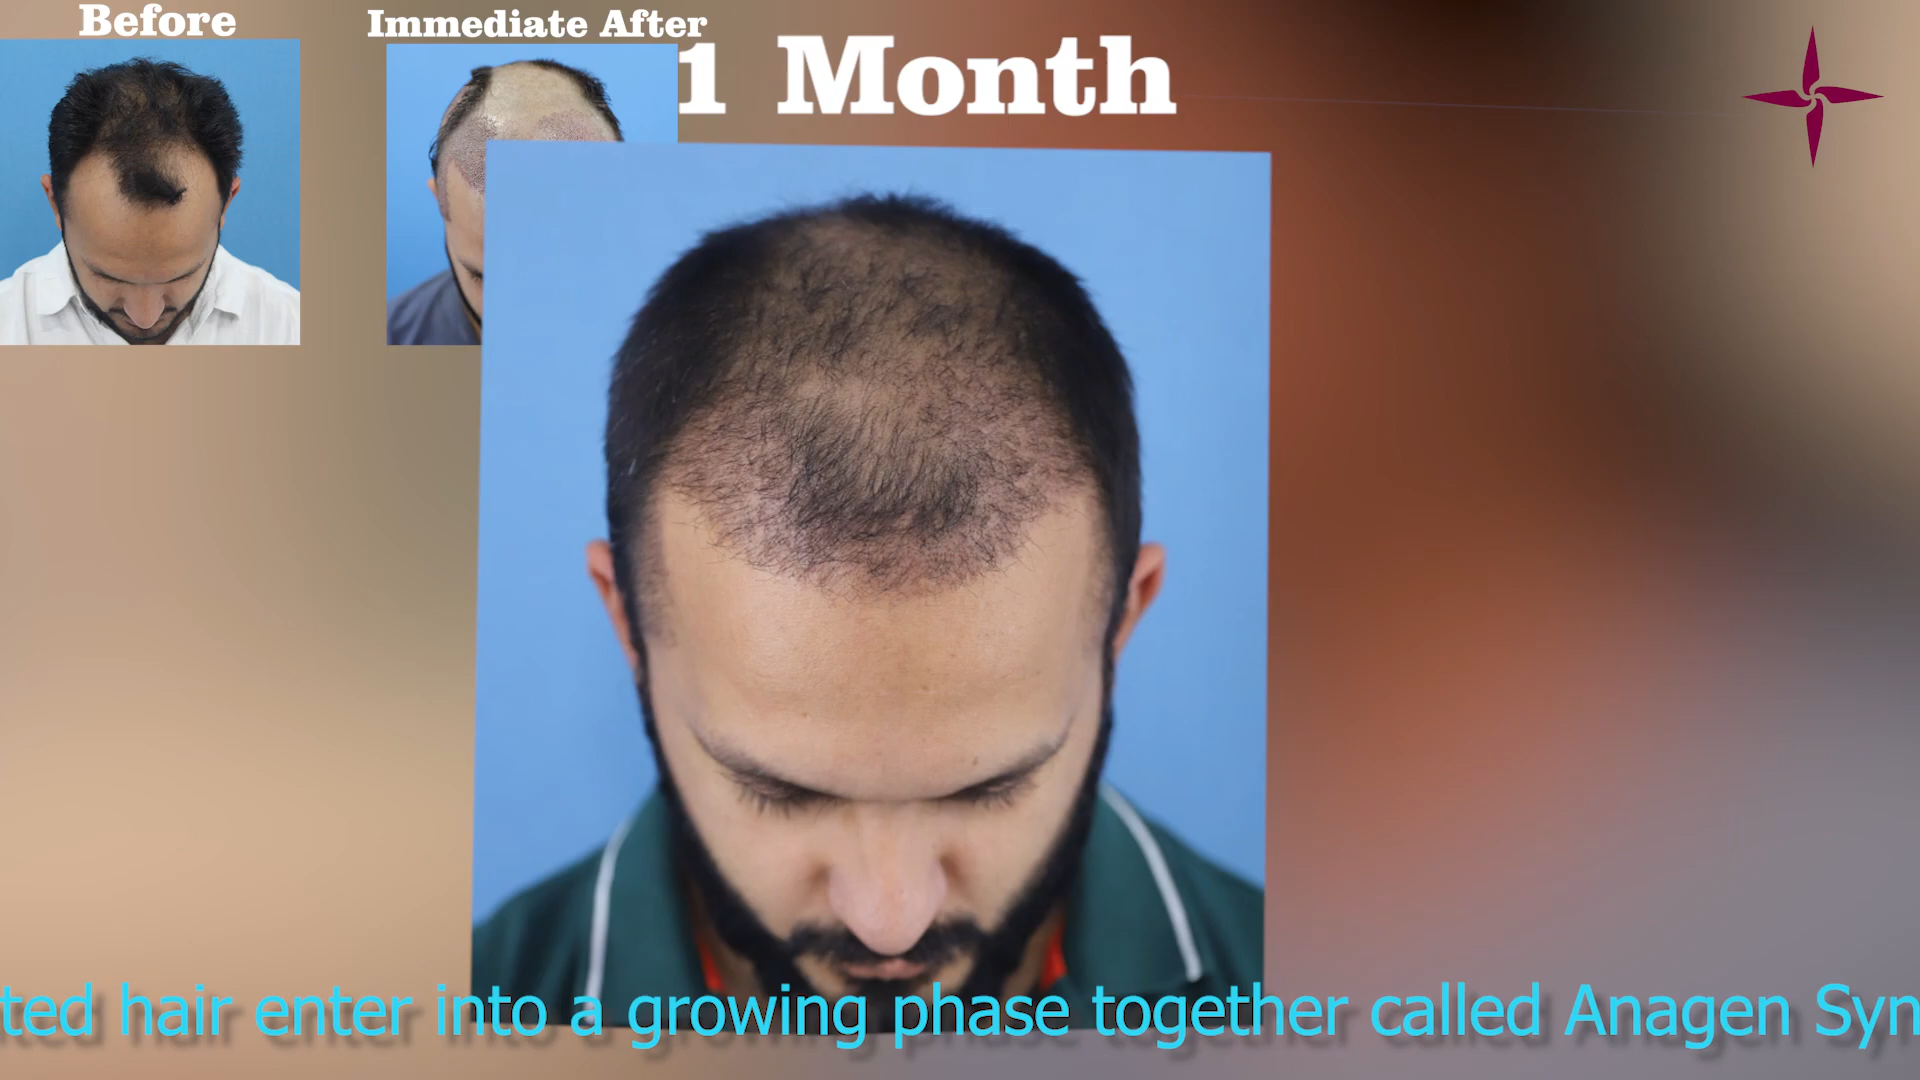 Before
Immediate After
1 Month
ted hair enter into a growing phase together called Anagen Syn